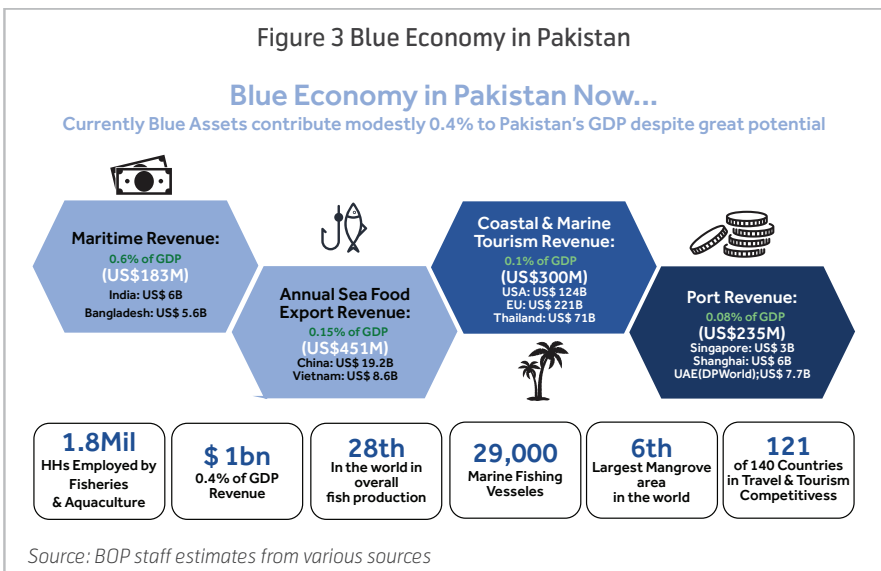 Figure 3 Blue Economy in Pakistan
Blue Economy in Pakistan Now...
Currently Blue Assets contribute modestly 0.4% to Pakistan's GDP despite great potential
Maritime Revenue:
0.6% of GDP
(US$183M)
India: US$ 6B
Bangladesh: US$ 5.6B
Annual Sea Food
Export Revenue:
0.15% of GDP
(US$451M)
China: US$ 19.2B
Vietnam: US$ 8.6B
Coastal & Marine
Tourism Revenue:
0.1% of GDP
(US$300M)
USA: US$ 124B
EU: US$ 221B
Thailand: US$ 71B
Port Revenue:
0.08% of GDP
(US$235M)
Singapore: US$ 3B
Shanghai: US$ 6B
UAE(DPWorld);US$ 7.7B
1.8Mil
HHs Employed by
Fisheries
& Aquaculture
$ 1bn
0.4% of GDP
Revenue
28th
In the world in
overall
fish production
29,000
Marine Fishing
Vesseles
6th
Largest Mangrove
area
in the world
121
of 140 Countries
in Travel & Tourism
Competitivess
Source: BOP staff estimates from various sources